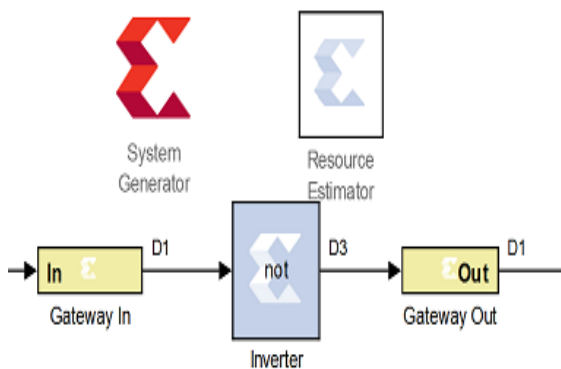 System
Generator
Resource
Estimator
In
D1
not
D3
Out
D1
Gateway In
Gateway Out
Inverter